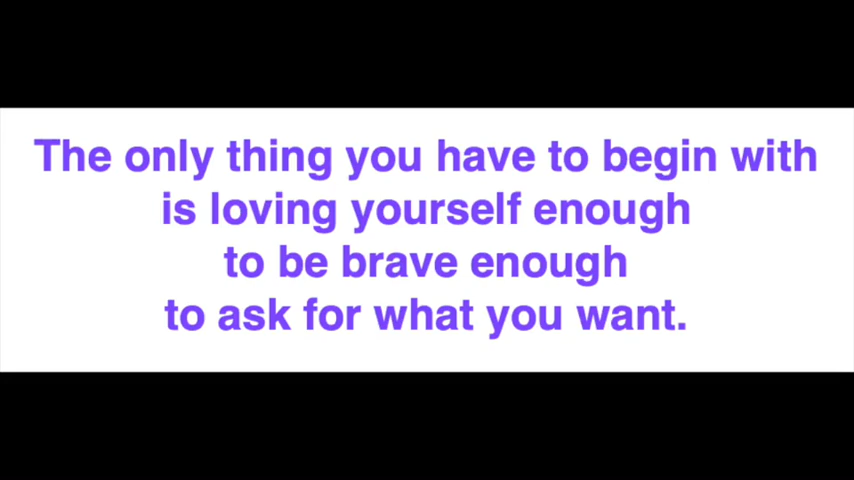 The only thing you have to begin with
is loving yourself enough
to be brave enough
to ask for what you want.